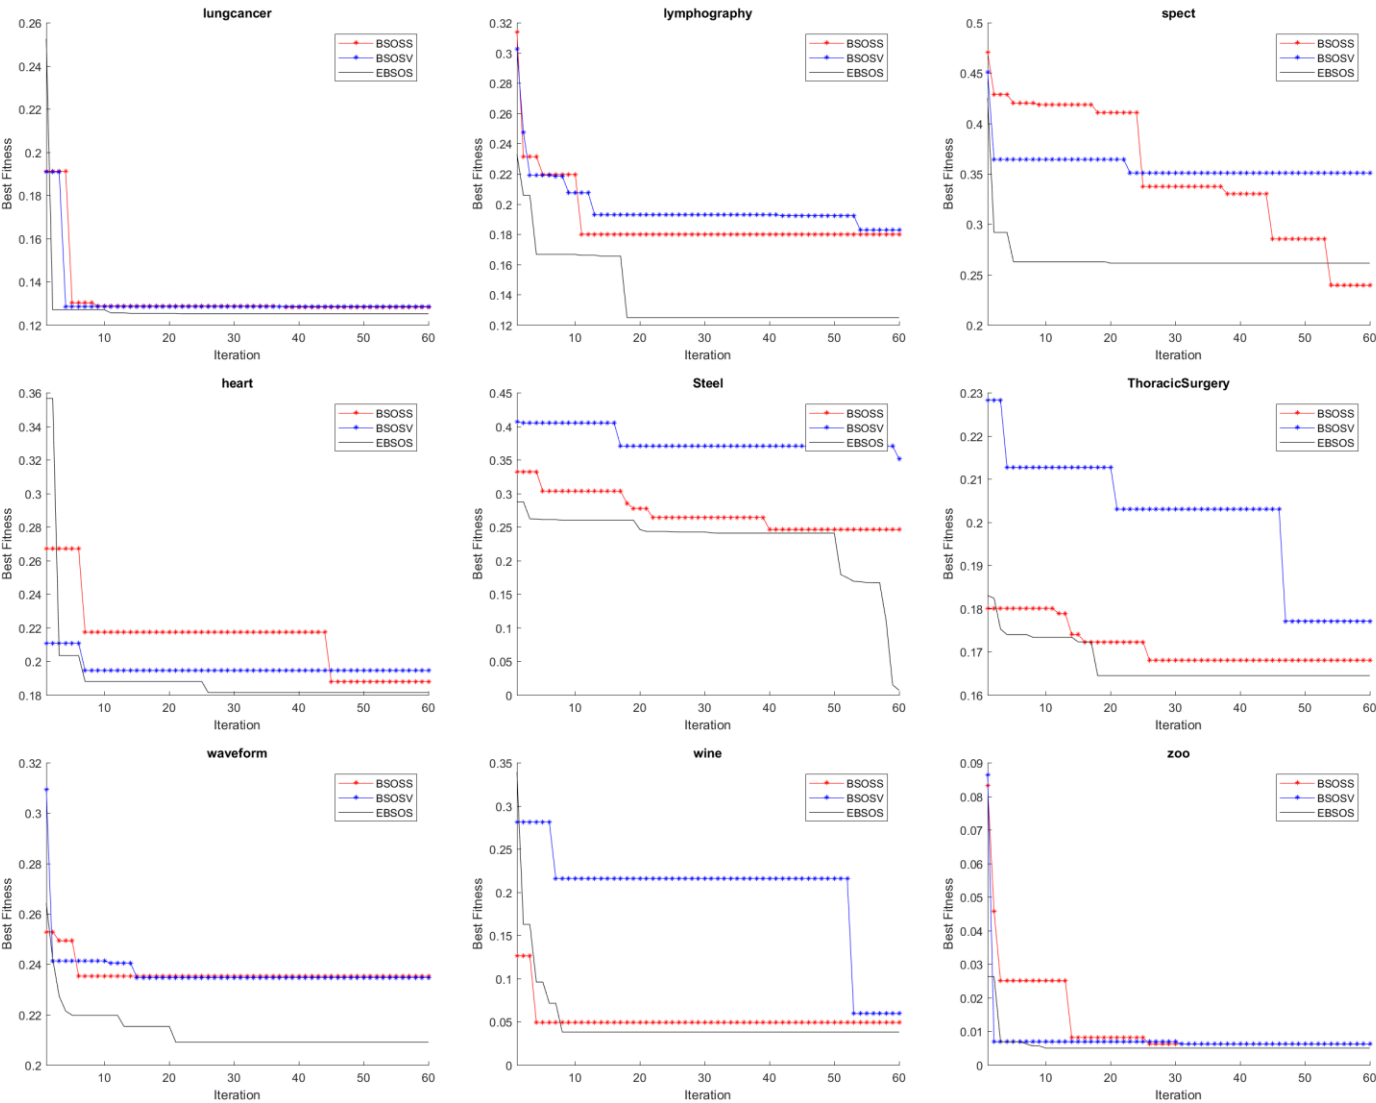 lungcancer
0.26
0.24
0.22
0.2
0.18
0.16
0.14
0.12
Best Fitness
10 20 30 40 50 60
Iteration
BSOSS
BSOSV
EBSOS
lymphography
0.32
0.3
0.28
0.26
0.24
0.22
0.2
0.18
0.16
0.14
0.12
Best Fitness
10 20 30 40 50 60
Iteration
BSOSS
BSOSV
EBSOS
spect
0.5
0.45
0.4
0.35
0.3
0.25
0.2
Best Fitness
10 20 30 40 50 60
Iteration
BSOSS
BSOSV
EBSOS
heart
0.36
0.34
0.32
0.3
0.28
0.26
0.24
0.22
0.2
0.18
Best Fitness
10 20 30 40 50 60
Iteration
BSOSS
BSOSV
EBSOS
Steel
0.45
0.4
0.35
0.3
0.25
0.2
0.15
0.1
0.05
0
Best Fitness
10 20 30 40 50 60
Iteration
BSOSS
BSOSV
EBSOS
ThoracicSurgery
0.23
0.22
0.21
0.2
0.19
0.18
0.17
0.16
Best Fitness
10 20 30 40 50 60
Iteration
BSOSS
BSOSV
EBSOS
waveform
0.32
0.3
0.28
0.26
0.24
0.22
0.2
Best Fitness
10 20 30 40 50 60
Iteration
BSOSS
BSOSV
EBSOS
wine
0.35
0.3
0.25
0.2
0.15
0.1
0.05
0
Best Fitness
10 20 30 40 50 60
Iteration
BSOSS
BSOSV
EBSOS
zoo
0.09
0.08
0.07
0.06
0.05
0.04
0.03
0.02
0.01
0
Best Fitness
10 20 30 40 50 60
Iteration
BSOSS
BSOSV
EBSOS